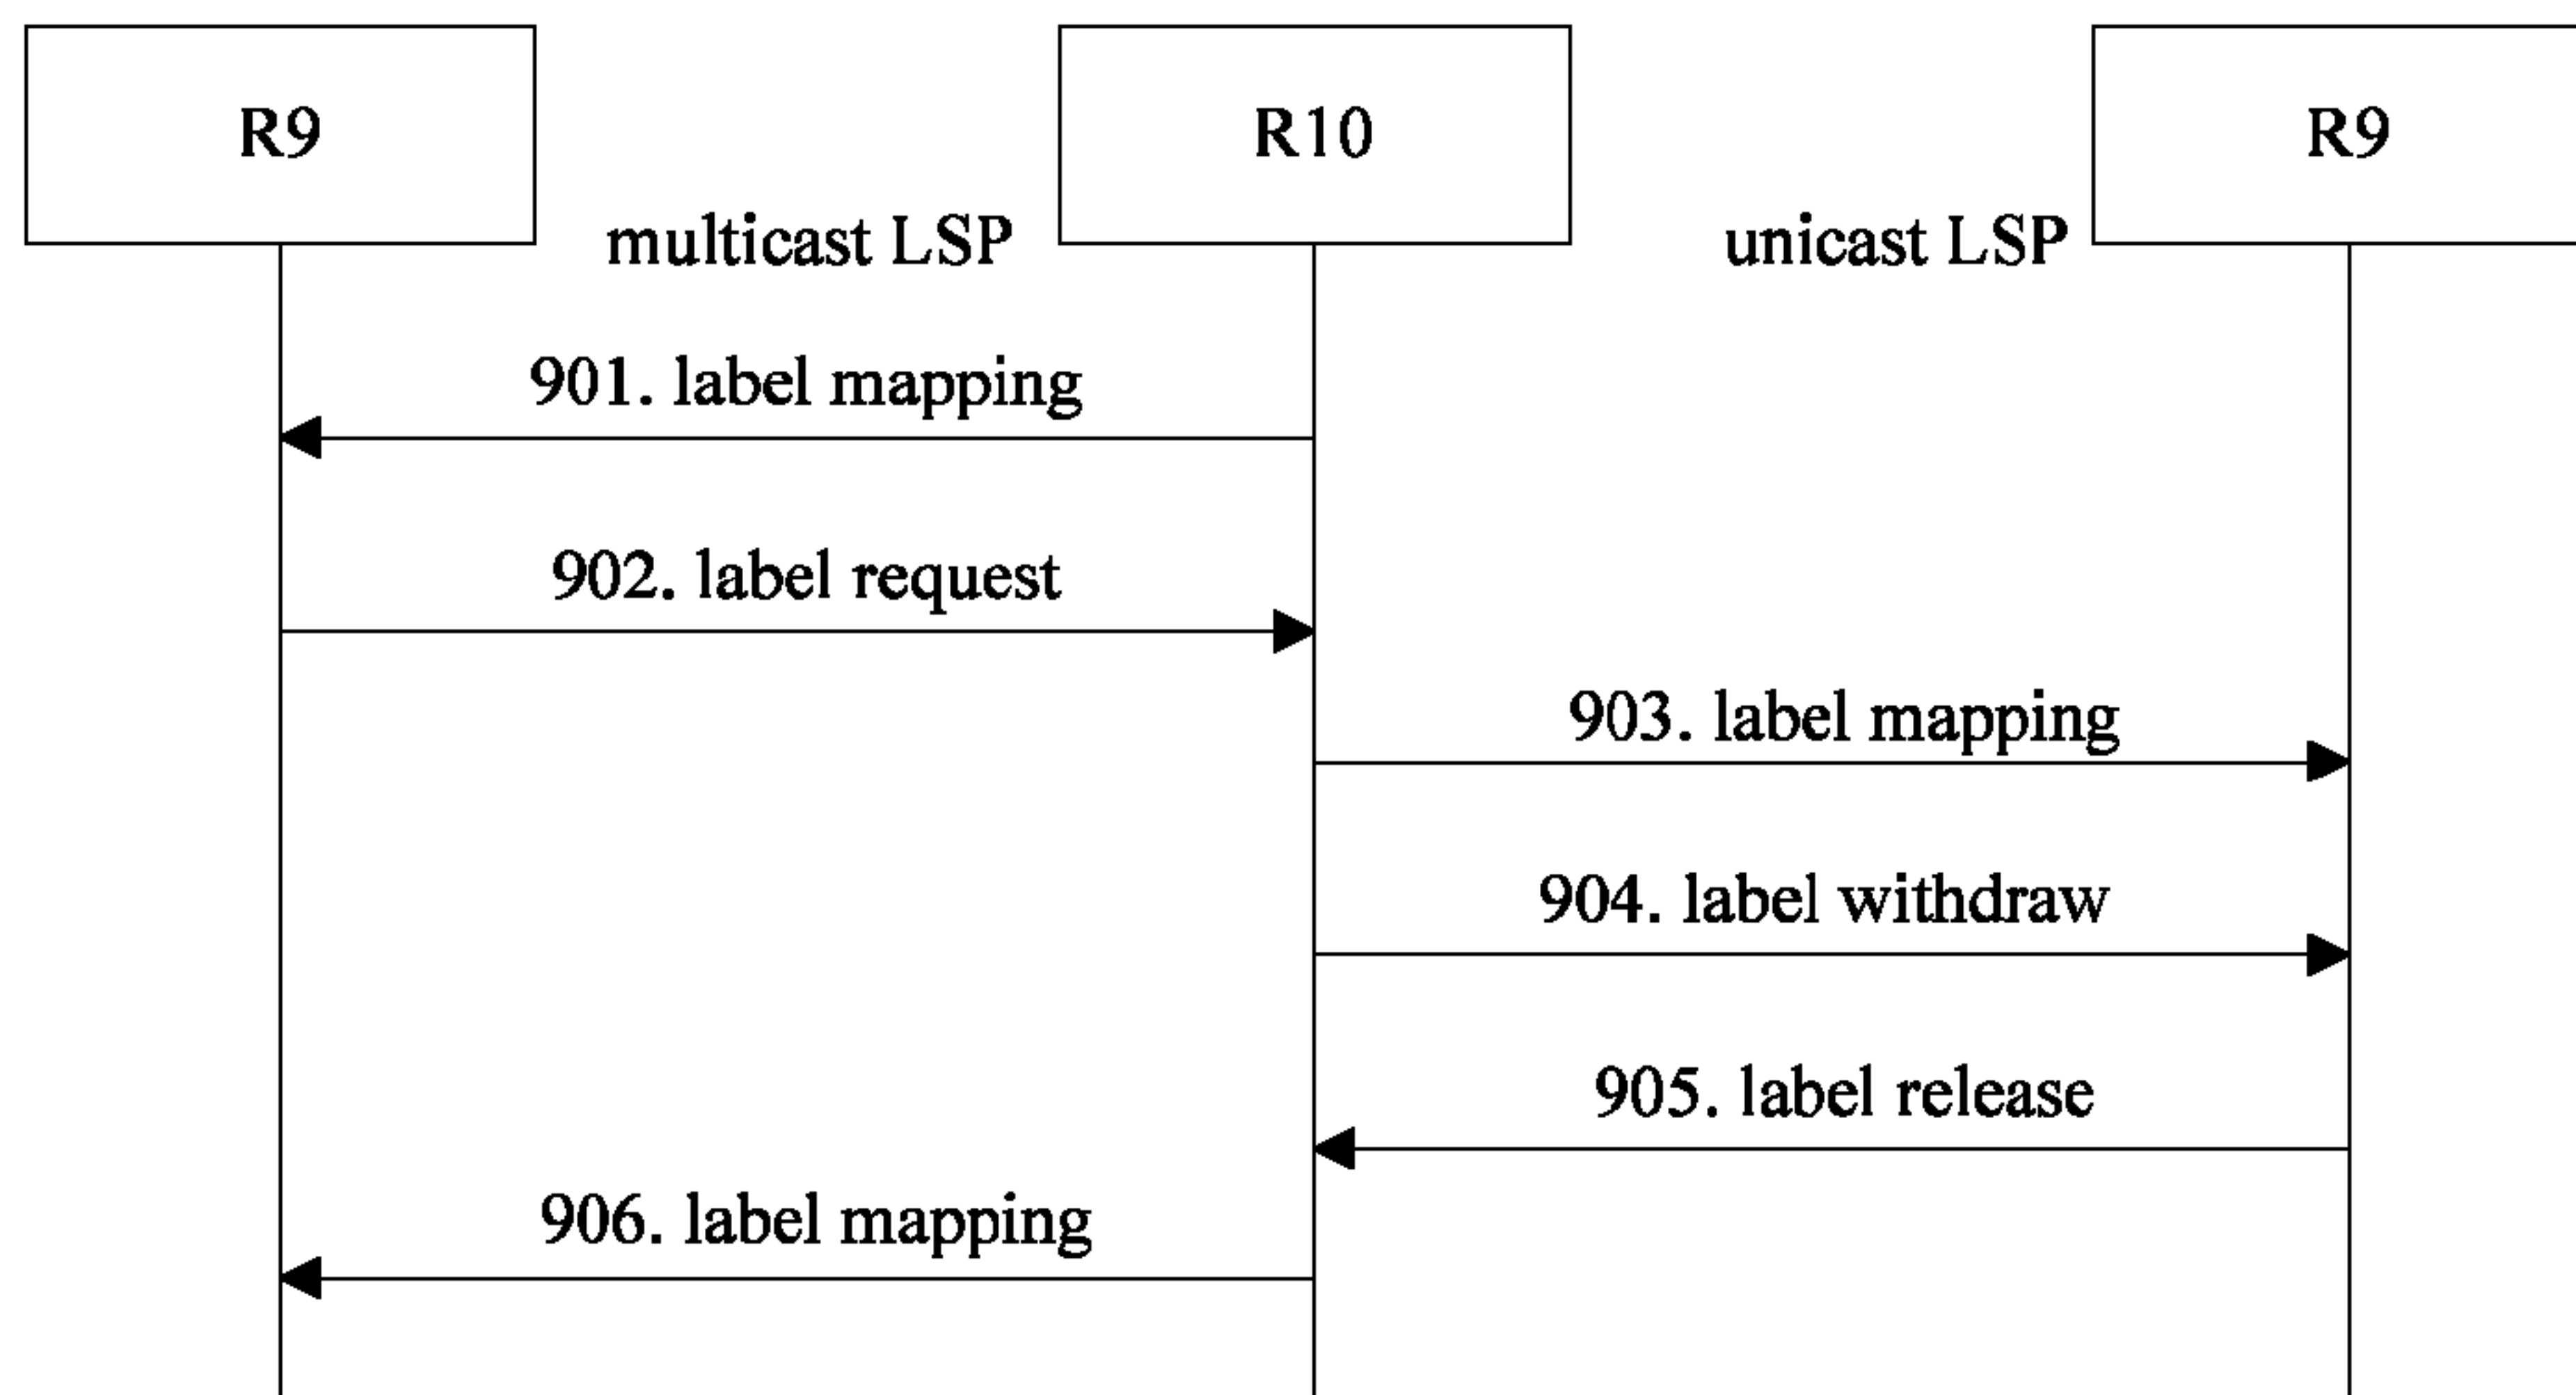 R9
R10
R9
multicast LSP
unicast LSP
901. label mapping
902. label request
903. label mapping
904. label withdraw
905. label release
906. label mapping